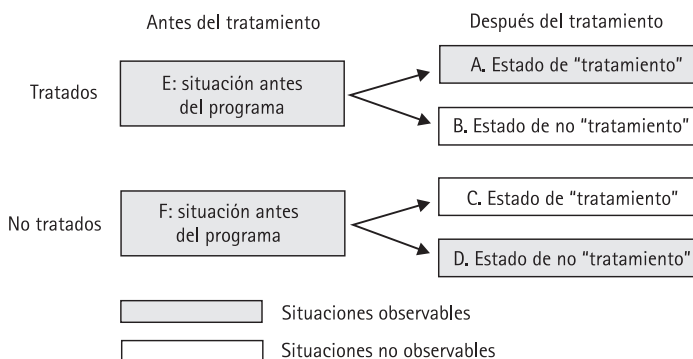 Antes del tratamiento
Después del tratamiento
Tratados
E: situación antes
del programa
A. Estado de “tratamiento”
B. Estado de no “tratamiento”
No tratados
F: situación antes
del programa
C. Estado de “tratamiento”
D. Estado de no “tratamiento”
Situaciones observables
Situaciones no observables